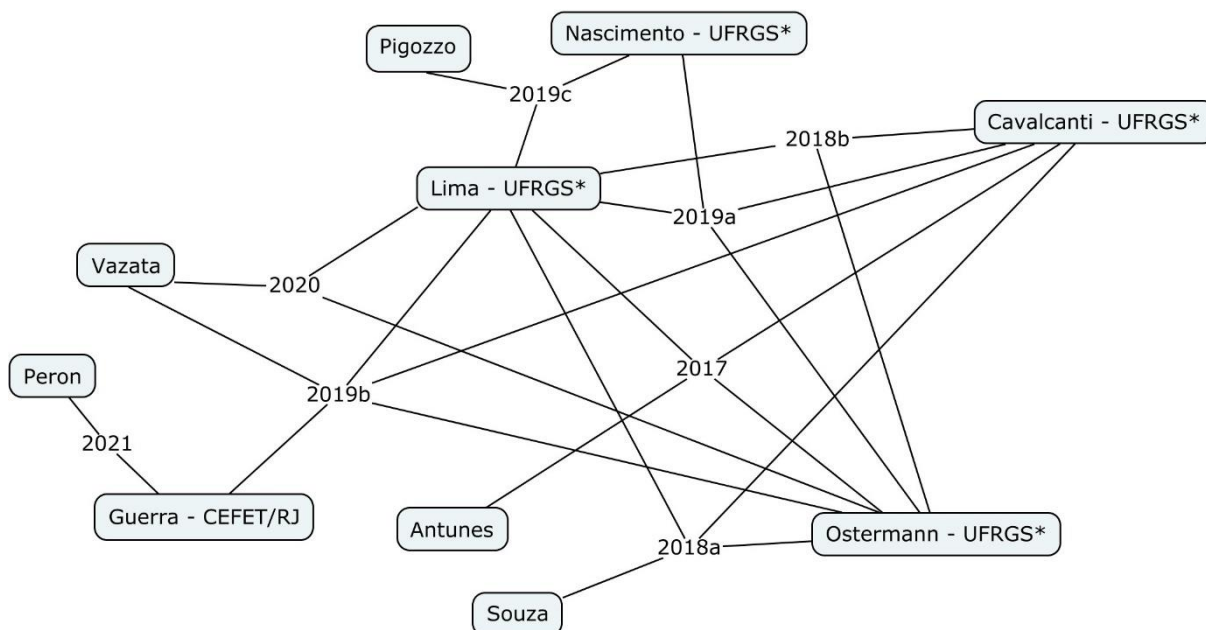 Nascimento - UFRGS*
Pigozzo
2019c
Cavalcanti - UFRGS*
2018b
Lima - UFRGS*
2019a
Vazata
2020
2017
Peron
2019b
2021
Guerra - CEFET/RJ
Antunes
Ostermann - UFRGS*
2018a
Souza